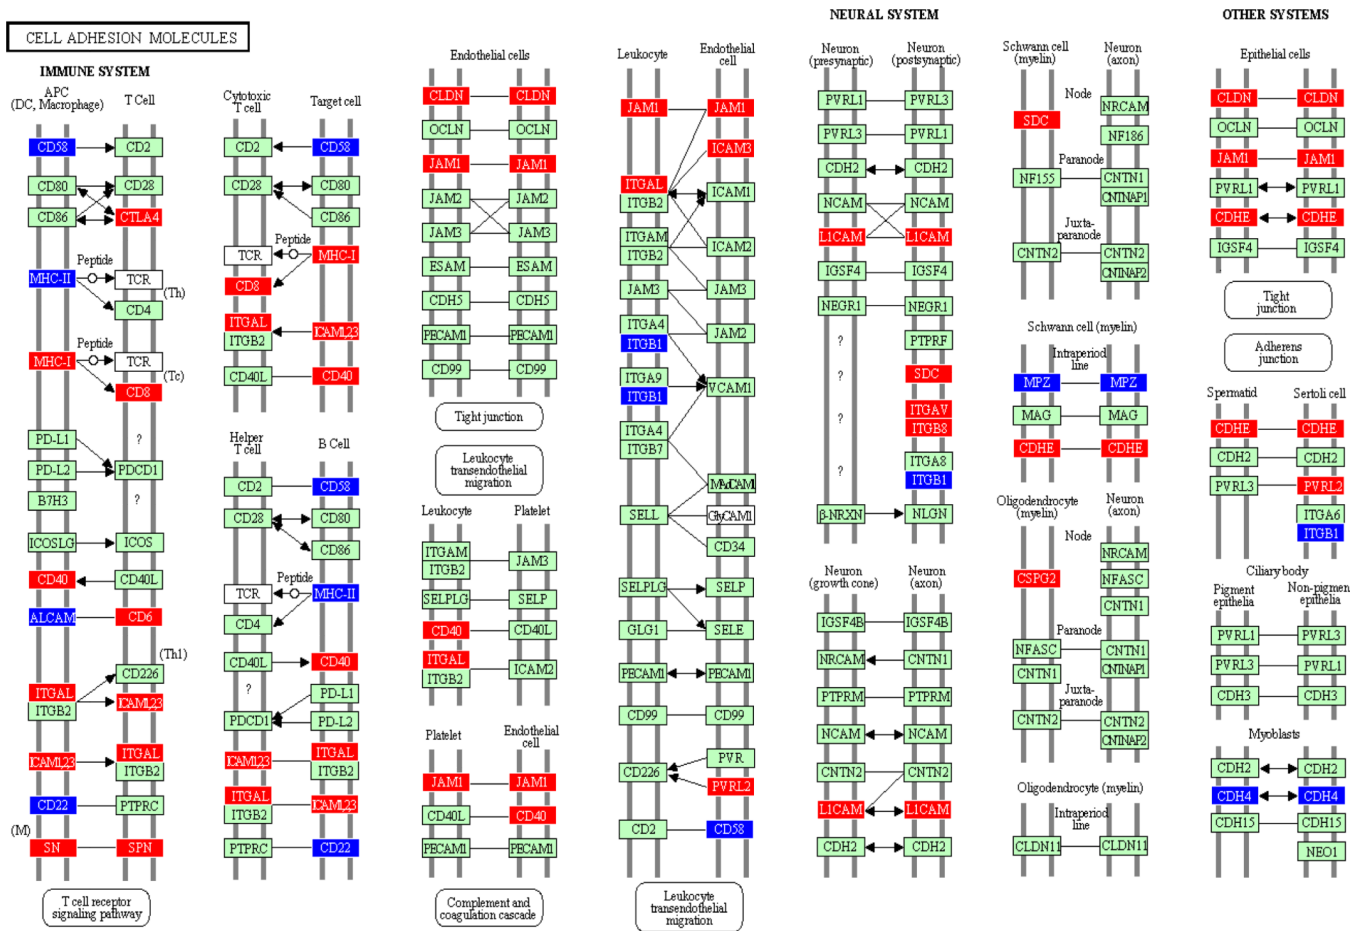 CELL ADHESION MOLECULES
NEURAL SYSTEM
OTHER SYSTEMS
IMMUNE SYSTEM
APC
(DC, Macrophage)
T Cell
CD58
CD2
CD80
CD28
CD86
CTLA4
Peptide
MHC-II
TCR
(Th)
CD4
Peptide
MHC-I
TCR
(Tc)
CD8
PD-L1
?
PD-L2
PDCD1
B7H3
?
ICOSLG
ICOS
CD40
CD40L
ALCAM
CD6
(Th1)
CD226
ITGAL
ITGB2
ICAM1,2,3
ICAM1,2,3
ITGAL
ITGB2
CD22
PTPRC
(M)
SN
SPN
T cell receptor
signaling pathway
Cytotoxic
T cell
Target cell
CD2
CD58
CD28
CD80
CD86
Peptide
TCR
MHC-I
CD8
ITGAL
ITGB2
ICAM1,2,3
CD40L
CD40
Helper
T cell
B Cell
CD2
CD58
CD28
CD80
CD86
Peptide
TCR
MHC-II
CD4
CD40L
CD40
?
PD-L1
PDCD1
PD-L2
ICAM1,2,3
ITGAL
ITGB2
ITGAL
ITGB2
ICAM1,2,3
PTPRC
CD22
Endothelial cells
CLDN
CLDN
OCLN
OCLN
JAM1
JAM1
JAM2
JAM2
JAM3
JAM3
ESAM
ESAM
CDH5
CDH5
PECAM1
PECAM1
CD99
CD99
Tight junction
Leukocyte
transendothelial
migration
Leukocyte
Platelet
ITGAM
ITGB2
JAM3
SELPLG
SELP
CD40
CD40L
ITGAL
ITGB2
ICAM2
Platelet
Endothelial
cell
JAM1
JAM1
CD40L
CD40
PECAM1
PECAM1
Complement and
coagulation cascade
Leukocyte
Endothelial
cell
JAM1
JAM1
ICAM3
ITGAL
ITGB2
ICAM1
ITGAM
ITGB2
ICAM2
JAM3
JAM3
ITGA4
ITGB1
JAM2
ITGA9
ITGB1
VCAM1
ITGA4
ITGB7
MAdCAM1
SELL
GlyCAM1
CD34
SELPLG
SELP
GLG1
SELE
PECAM1
PECAM1
CD99
CD99
PVR
CD226
PVRL2
CD2
CD58
Leukocyte
transendothelial
migration
Neuron
(presynaptic)
Neuron
(postsynaptic)
PVRL1
PVRL3
PVRL3
PVRL1
CDH2
CDH2
NCAM
NCAM
L1CAM
L1CAM
IGSF4
IGSF4
NEGR1
NEGR1
?
PTPRF
?
SDC
?
ITGAV
ITGB8
?
ITGA8
ITGB1
β-NRXN
NLGN
Neuron
(growth cone)
Neuron
(axon)
IGSF4B
IGSF4B
NRCAM
CNTN1
PTPRM
PTPRM
NCAM
NCAM
CNTN2
CNTN2
L1CAM
L1CAM
CDH2
CDH2
Schwann cell
(myelin)
Neuron
(axon)
Node
NRCAM
SDC
NF186
Paranode
NF155
CNTN1
CNTNAP1
Juxta-
paranode
CNTN2
CNTN2
CNTNAP2
Schwann cell (myelin)
Intraperiod
line
MPZ
MPZ
MAG
MAG
CDHE
CDHE
Oligodendrocyte
(myelin)
Neuron
(axon)
Node
NRCAM
CSPG2
NFASC
CNTN1
Paranode
NFASC
CNTN1
CNTN1
CNTNAP1
Juxta-
paranode
CNTN2
CNTN2
CNTNAP2
Oligodendrocyte (myelin)
Intraperiod
line
CLDN11
CLDN11
Epithelial cells
CLDN
CLDN
OCLN
OCLN
JAM1
JAM1
PVRL1
PVRL1
CDHE
CDHE
IGSF4
IGSF4
Tight
junction
Adherens
junction
Spermatid
Sertoli cell
CDHE
CDHE
CDH2
CDH2
PVRL3
PVRL2
ITGA6
ITGB1
Ciliary body
Pigment
epithelia
Non-pigment
epithelia
PVRL1
PVRL3
PVRL3
PVRL1
CDH3
CDH3
Myoblasts
CDH2
CDH2
CDH4
CDH4
CDH15
CDH15
NEO1